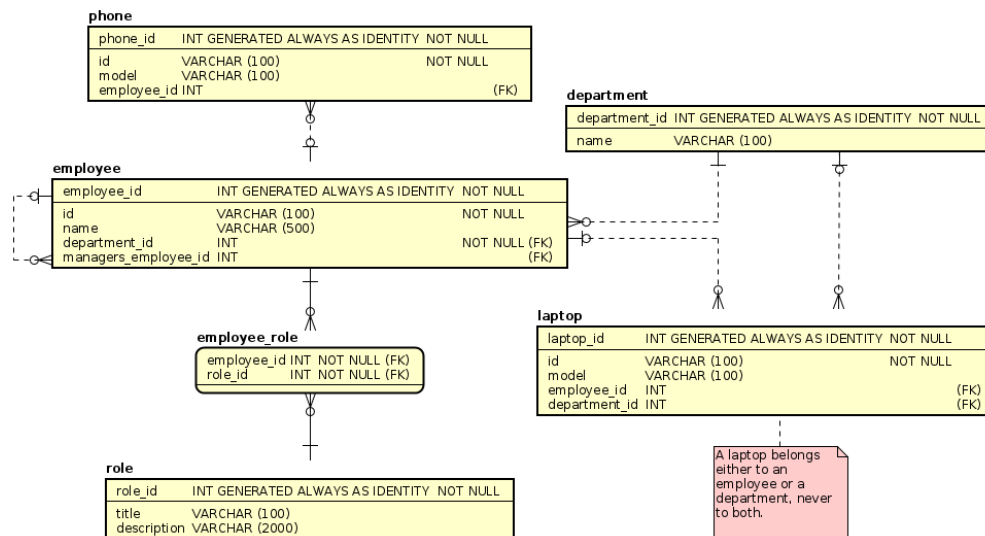 phone
phone_id INT GENERATED ALWAYS AS IDENTITY NOT NULL
id VARCHAR (100) NOT NULL
model VARCHAR (100)
employee_id INT (FK)
department
department_id INT GENERATED ALWAYS AS IDENTITY NOT NULL
name VARCHAR (100)
employee
employee_id INT GENERATED ALWAYS AS IDENTITY NOT NULL
id VARCHAR (100) NOT NULL
name VARCHAR (500)
department_id INT NOT NULL (FK)
managers_employee_id INT (FK)
employee_role
employee_id INT NOT NULL (FK)
role_id INT NOT NULL (FK)
laptop
laptop_id INT GENERATED ALWAYS AS IDENTITY NOT NULL
id VARCHAR (100) NOT NULL
model VARCHAR (100)
employee_id INT (FK)
department_id INT (FK)
A laptop belongs
either to an
employee or a
department, never
to both.
role
role_id INT GENERATED ALWAYS AS IDENTITY NOT NULL
title VARCHAR (100)
description VARCHAR (2000)